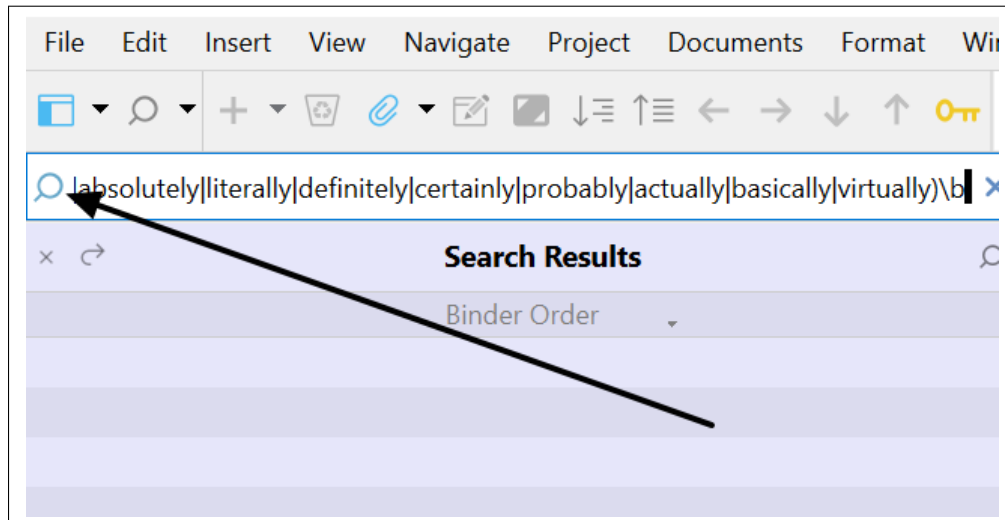 File Edit Insert View Navigate Project Documents Format
|absolutely|literally|definitely|certainly|probably|actually|basically|virtually)\b
Search Results
Binder Order